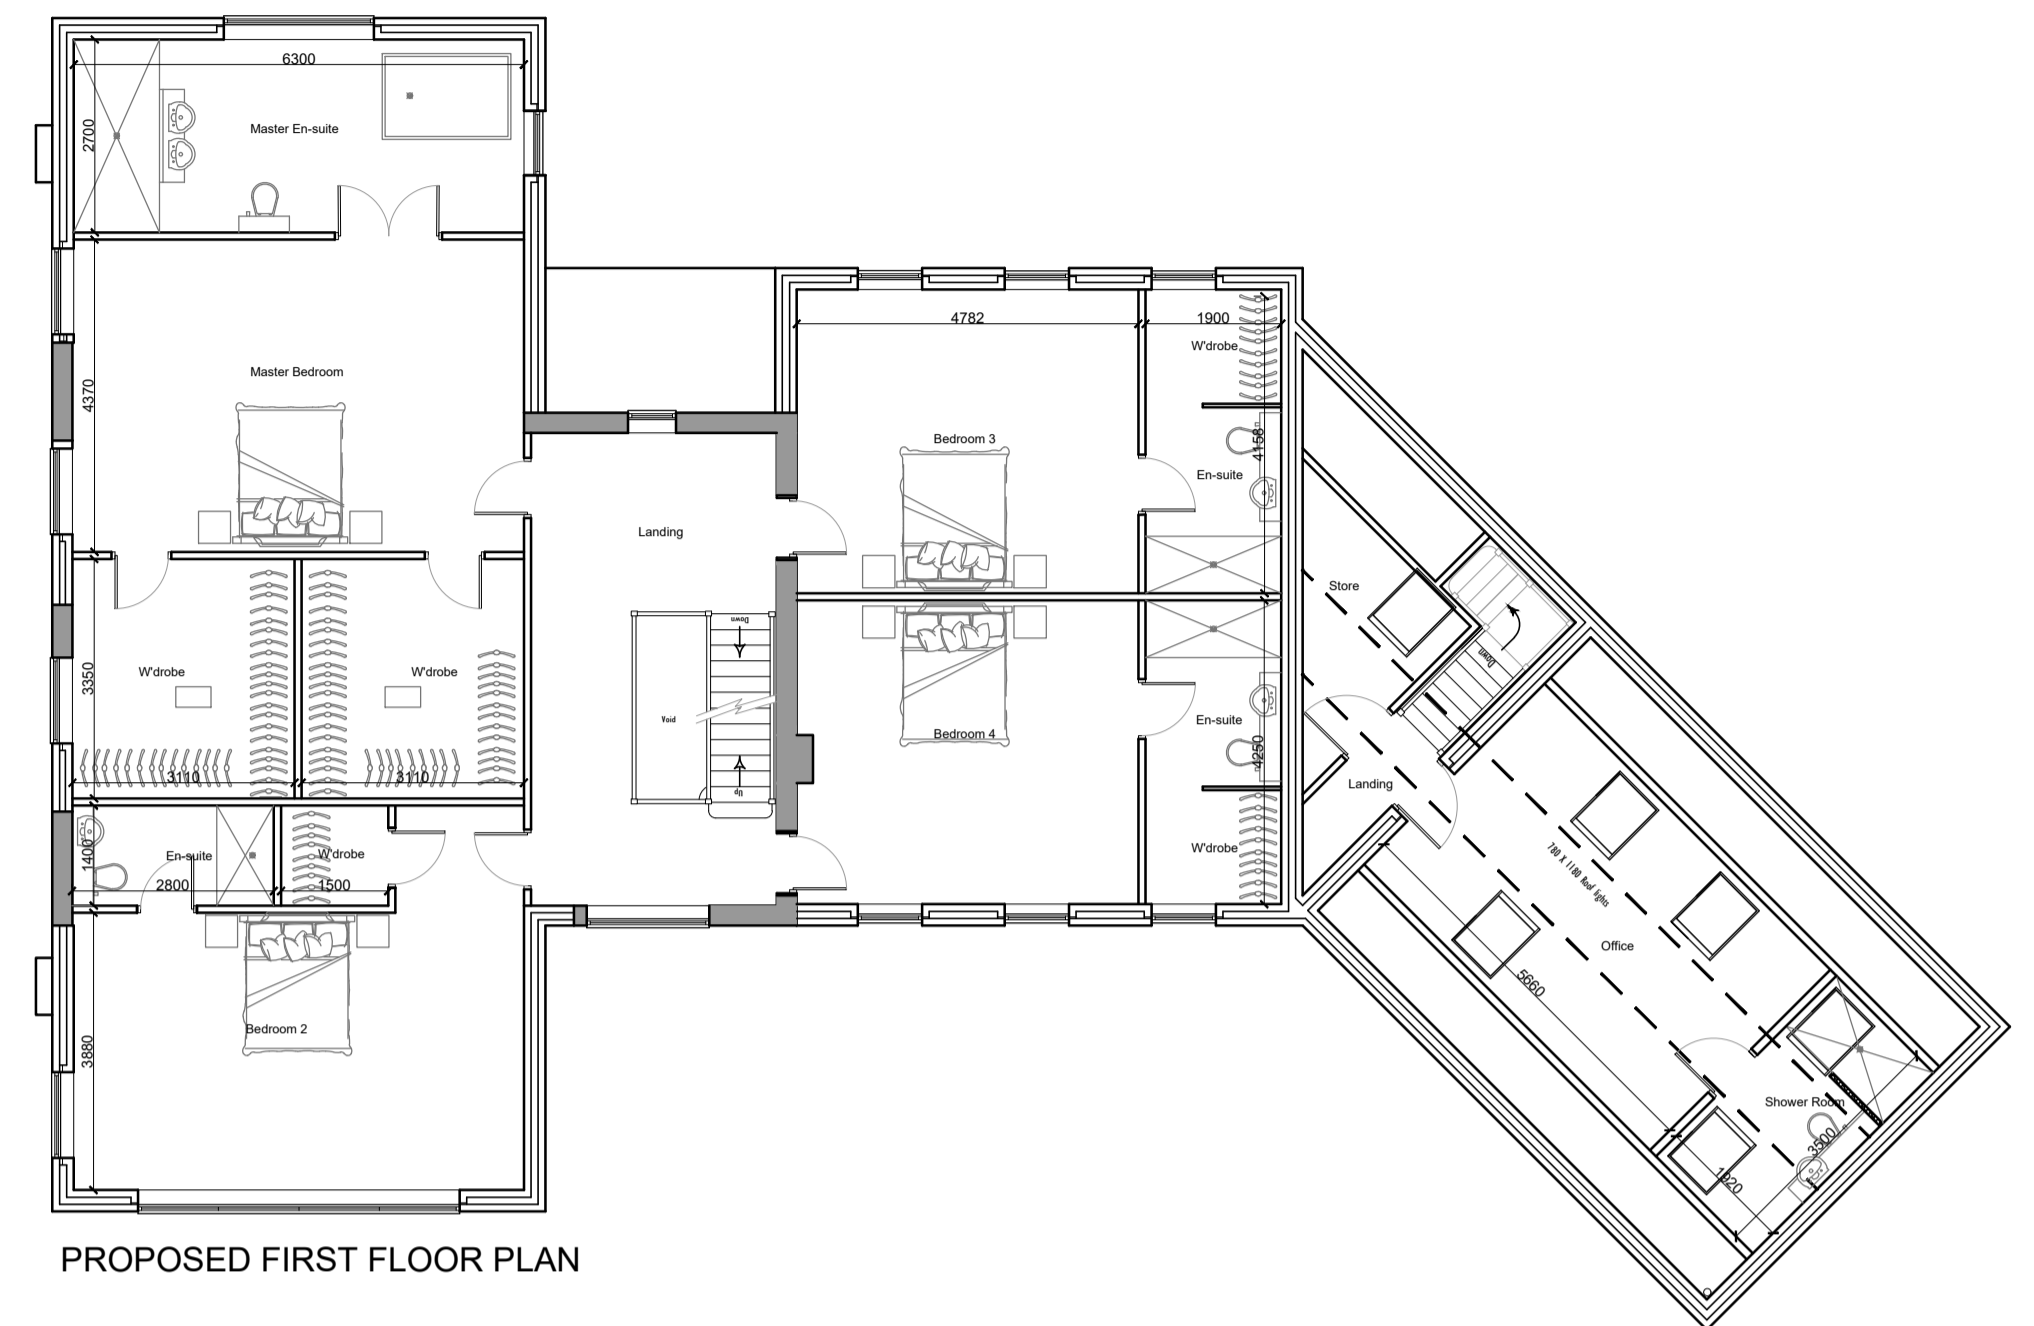 6300
2700
Master En-suite
4370
Master Bedroom
4782
1900
W'drobe
Bedroom 3
4158
En-suite
Landing
Store
Down
Down
3350
W'drobe
W'drobe
Void
En-suite
Bedroom 4
4250
3110
3110
Up
Landing
1400
En-suite
W'drobe
2800
1500
W'drobe
780 X 1180 Roof lights
Office
5660
Bedroom 2
3880
Shower Room
3500
1920
PROPOSED FIRST FLOOR PLAN